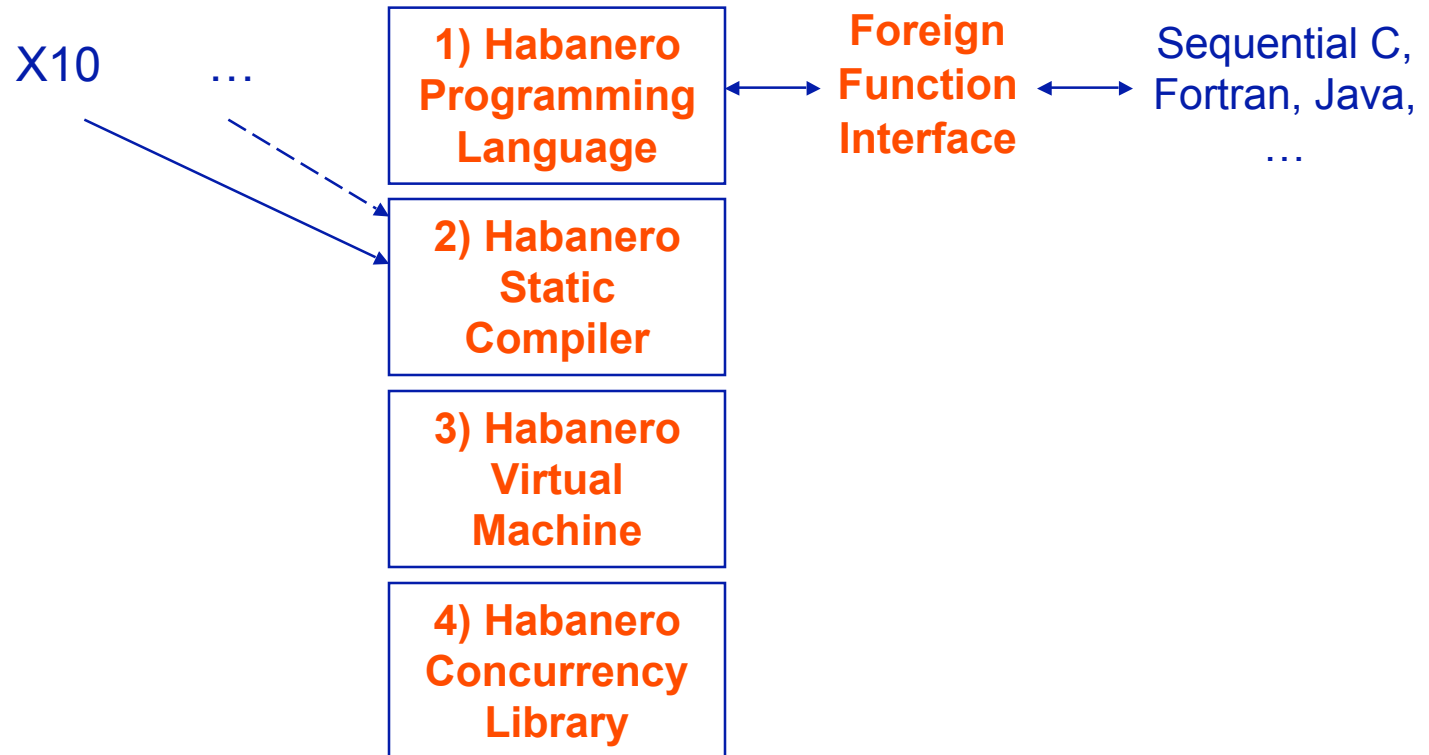 X10
…
1) Habanero
Programming
Language
Foreign
Function
Interface
Sequential C,
Fortran, Java,
…
2) Habanero
Static
Compiler
3) Habanero
Virtual
Machine
4) Habanero
Concurrency
Library